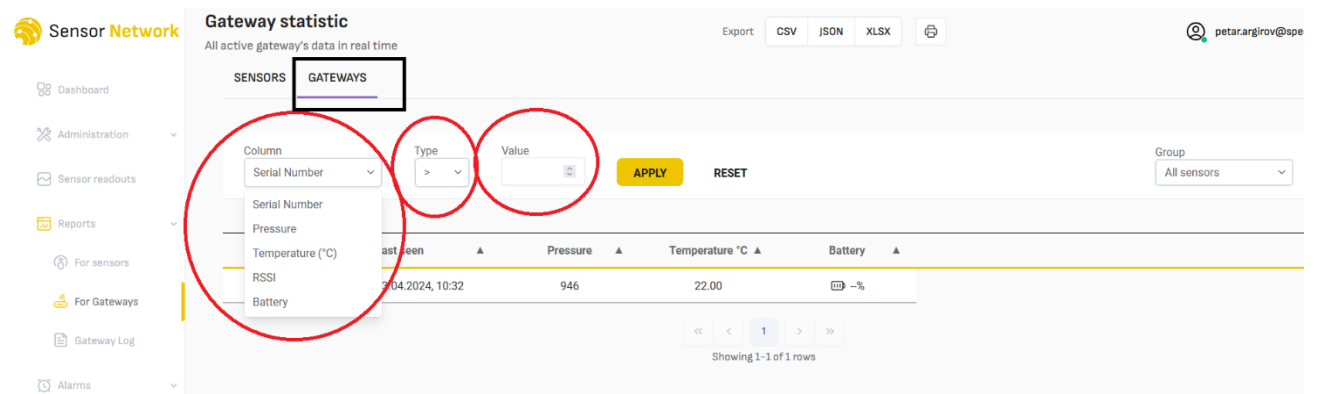 Sensor Network
Dashboard
Administration
Sensor readouts
Reports
For sensors
For Gateways
Gateway Log
Alarms
Gateway statistic
All active gateway's data in real time
Export CSV JSON XLSX
petar.argirov@spe
SENSORS GATEWAYS
Column Type Value Group
Serial Number > APPLY RESET All sensors
Serial Number
Pressure
Temperature (°C)
RSSI
Battery
seen ▲ Pressure ▲ Temperature °C ▲ Battery ▲
.04.2024, 10:32 946 22.00 --%
<< < 1 > >>
Showing 1-1 of 1 rows